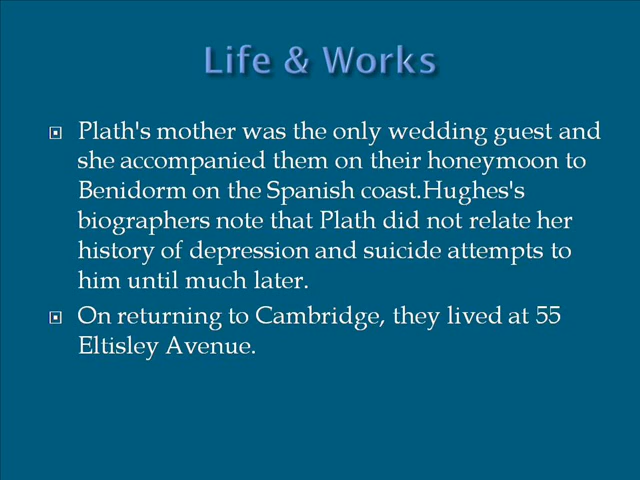 Life & Works
Plath's mother was the only wedding guest and
she accompanied them on their honeymoon to
Benidorm on the Spanish coast.Hughes's
biographers note that Plath did not relate her
history of depression and suicide attempts to
him until much later.
On returning to Cambridge, they lived at 55
Eltisley Avenue.